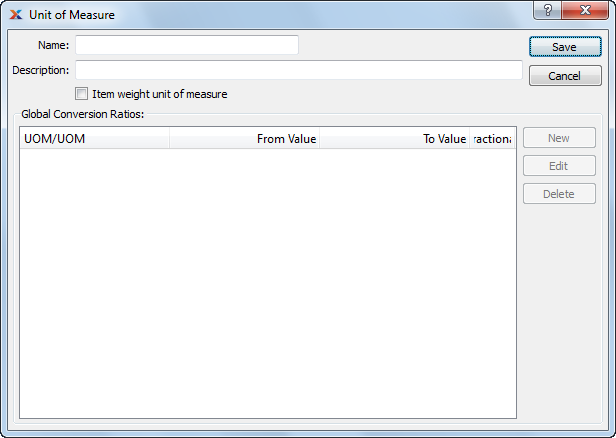 Unit of Measure
Name:
Save
Description:
Cancel
Item weight unit of measure
Global Conversion Ratios:
UOM/UOM From Value To Value raction
New
Edit
Delete